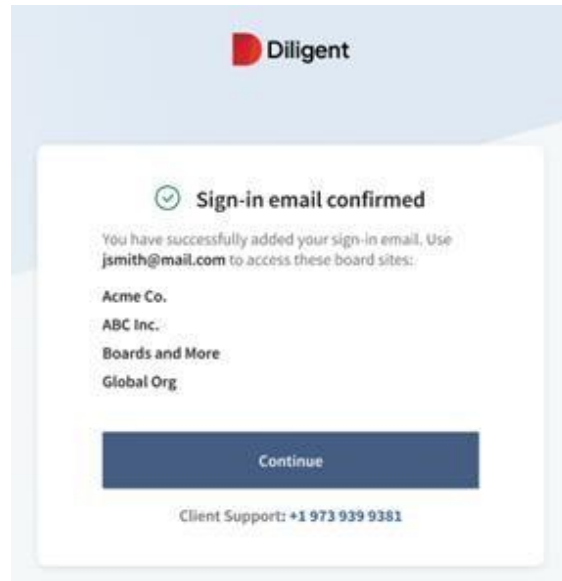 Diligent
Sign-in email confirmed
You have successfully added your sign-in email. Use
jsmith@mail.com to access these board sites:
Acme Co.
ABC Inc.
Boards and More
Global Org
Continue
Client Support: +1 973 939 9381